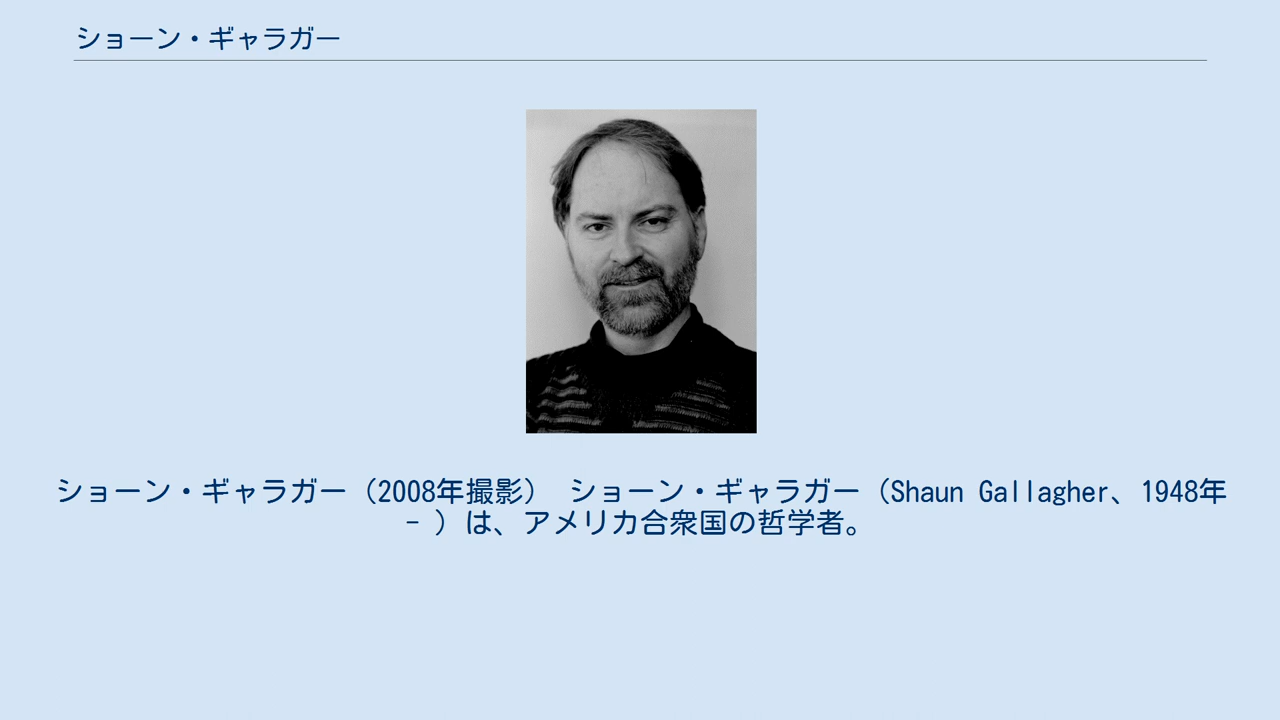 ショーン・ギャラガー
ショーン・ギャラガー（2008年撮影） ショーン・ギャラガー（Shaun Gallagher、1948年
- ）は、アメリカ合衆国の哲学者。